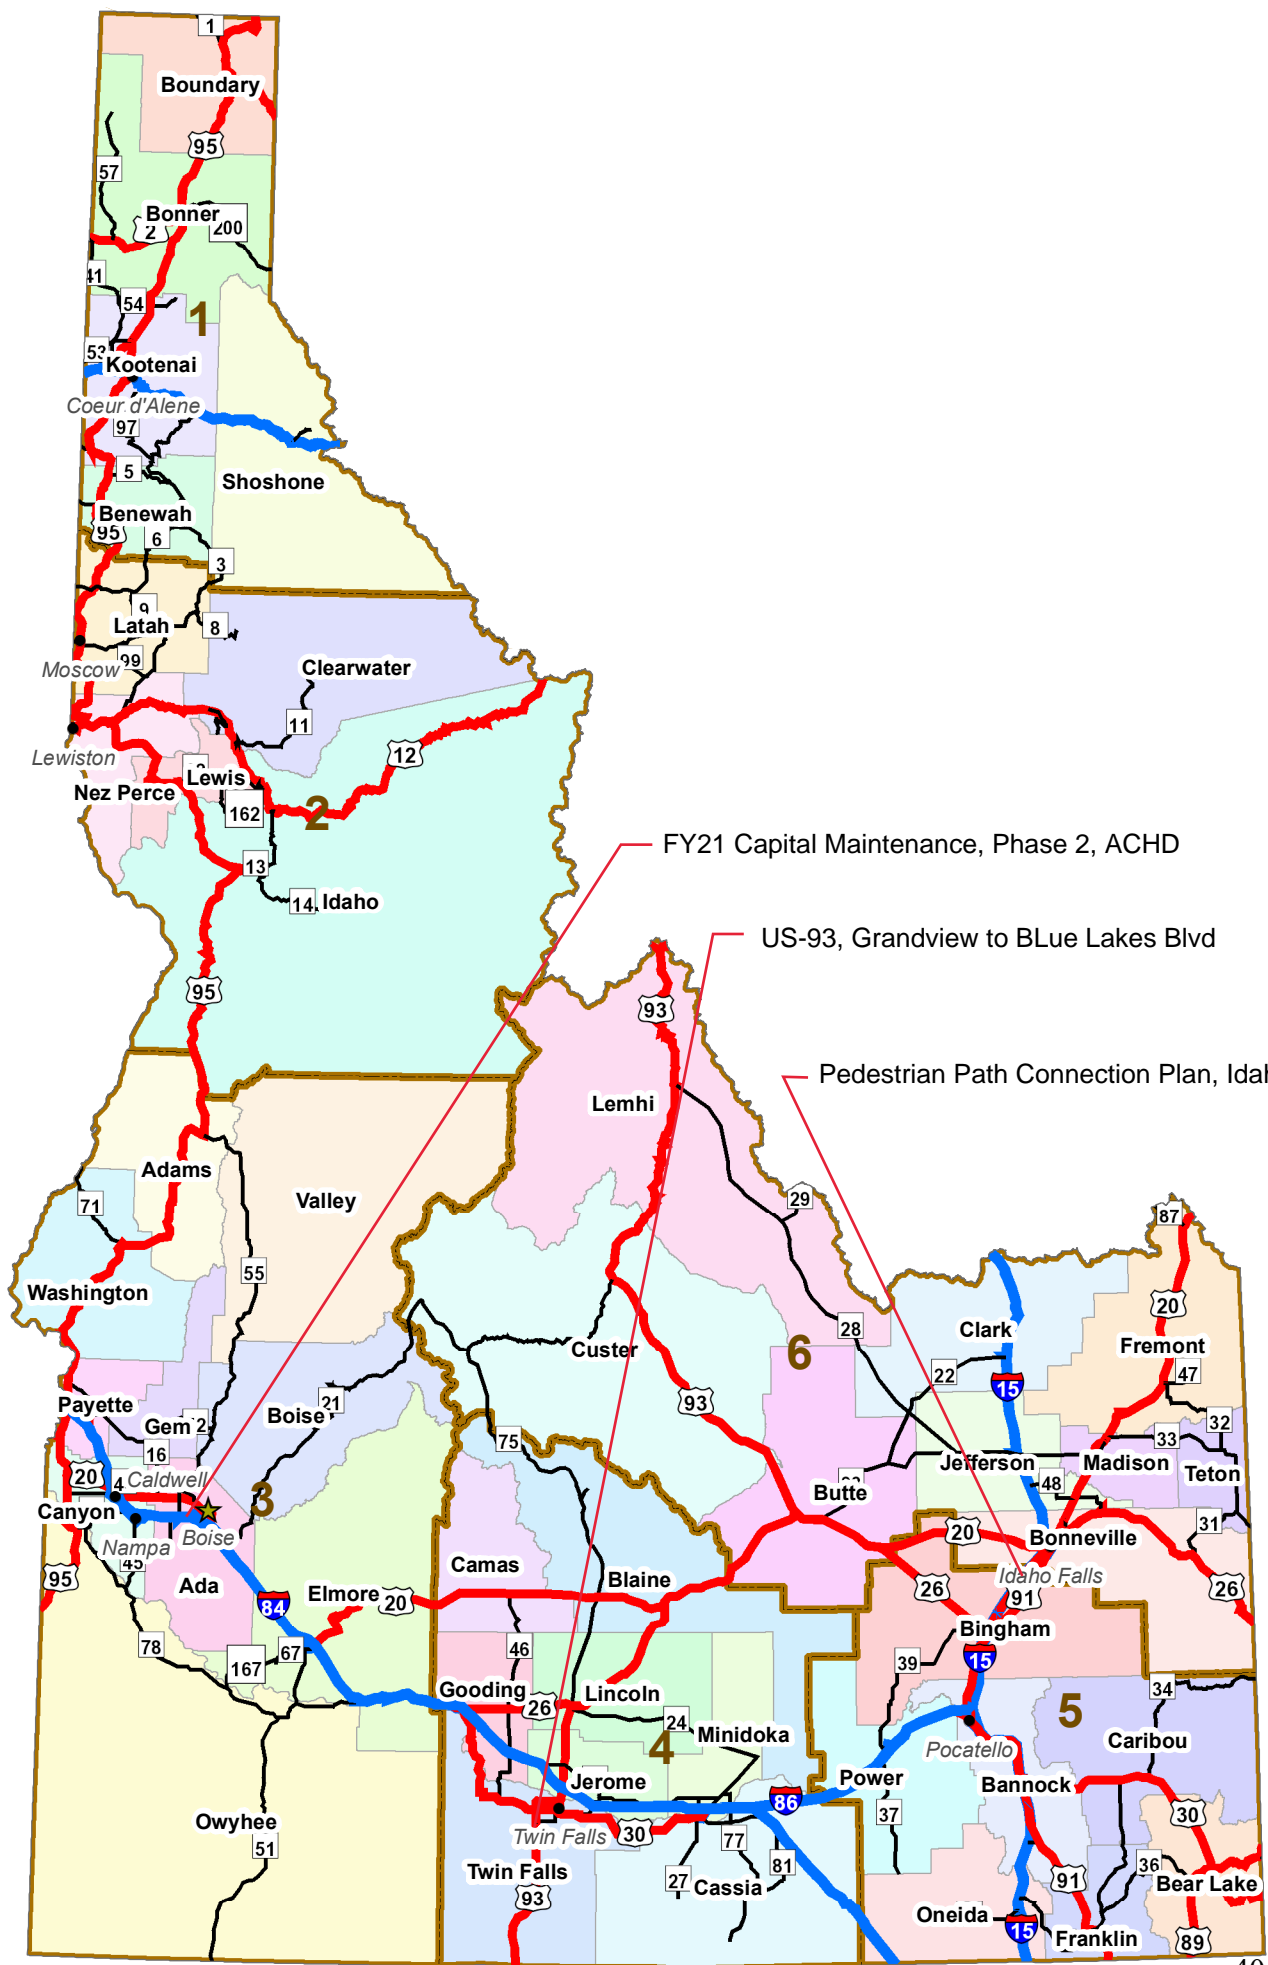 1
Boundary
95
57
Bonner
2
200
41
54
1
53
Kootenai
Coeur d'Alene
97
5
Shoshone
Benewah
95
6
3
9
Latah
8
99
Moscow
Clearwater
11
12
Lewiston
Lewis
Nez Perce
162
2
FY21 Capital Maintenance, Phase 2, ACHD
13
14
Idaho
US-93, Grandview to BLue Lakes Blvd
95
93
Pedestrian Path Connection Plan, Idah
Lemhi
Adams
Valley
71
29
87
55
Washington
20
28
Clark
Custer
6
Fremont
22
47
15
93
Payette
Boise
21
Gem
32
75
33
16
Jefferson
Madison
Teton
20
4
Caldwell
48
Butte
3
Canyon
31
20
Bonneville
Nampa
Boise
45
Camas
Idaho Falls
95
Ada
Elmore
20
Blaine
26
91
26
84
Bingham
78
67
46
39
15
167
34
Gooding
26
Lincoln
24
5
Minidoka
4
Caribou
Pocatello
Jerome
Power
Bannock
86
37
30
Owyhee
Twin Falls
30
77
51
81
36
Twin Falls
27
Cassia
91
Bear Lake
93
Oneida
15
Franklin
89